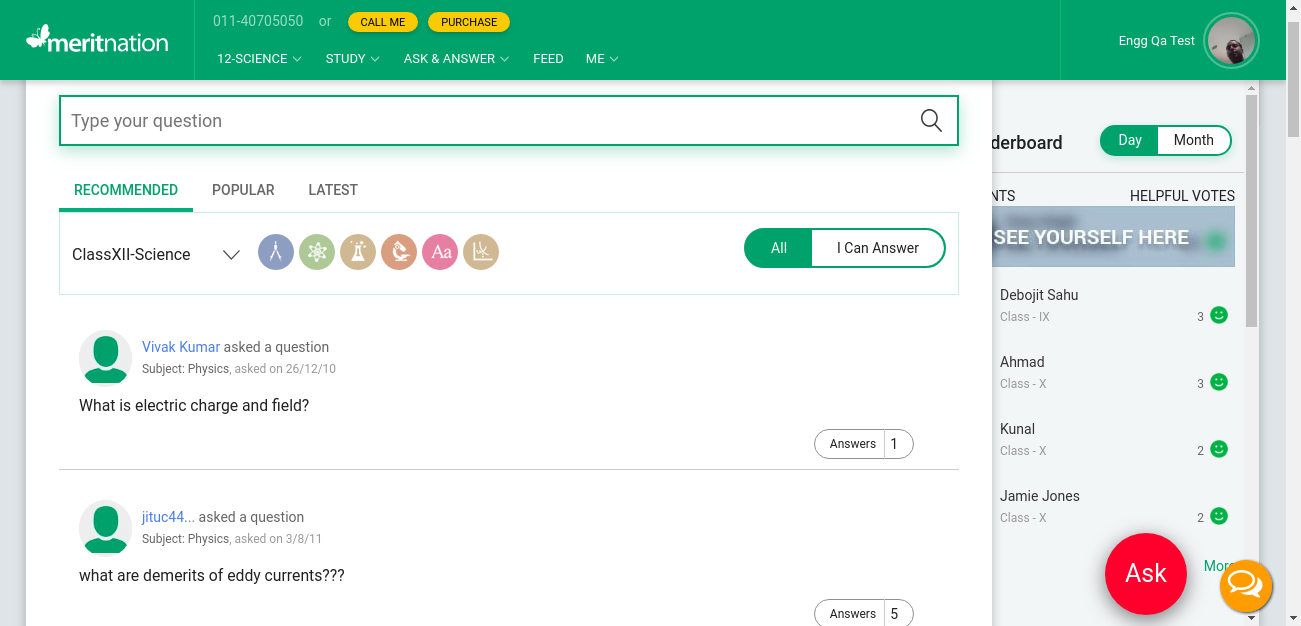 meritnation
011-40705050 or CALL ME PURCHASE
12-SCIENCE STUDY ASK & ANSWER FEED ME
Engg Qa Test
Type your question
RECOMMENDED POPULAR LATEST
ClassXII-Science
Aa
All I Can Answer
Vivak Kumar asked a question
Subject: Physics, asked on 26/12/10
What is electric charge and field?
Answers 1
jituc44... asked a question
Subject: Physics, asked on 3/8/11
what are demerits of eddy currents???
Answers 5
derboard Day Month
NTS HELPFUL VOTES
SEE YOURSELF HERE
Debojit Sahu
Class - IX 3
Ahmad
Class - X 3
Kunal
Class - X 2
Jamie Jones
Class - X 2
More
Ask